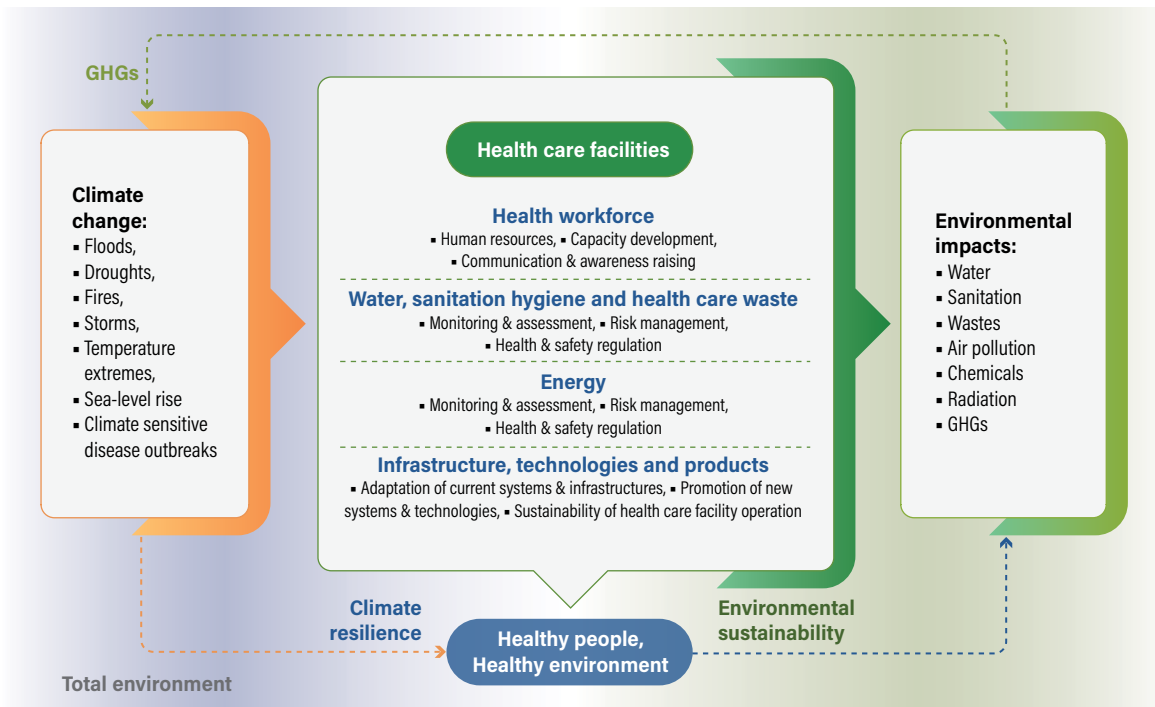 GHGs
Climate
change:
▪ Floods,
▪ Droughts,
▪ Fires,
▪ Storms,
▪ Temperature
extremes,
▪ Sea-level rise
▪ Climate sensitive
disease outbreaks
Health care facilities
Health workforce
▪ Human resources, ▪ Capacity development,
▪ Communication & awareness raising
Water, sanitation hygiene and health care waste
▪ Monitoring & assessment, ▪ Risk management,
▪ Health & safety regulation
Energy
▪ Monitoring & assessment, ▪ Risk management,
▪ Health & safety regulation
Infrastructure, technologies and products
▪ Adaptation of current systems & infrastructures, ▪ Promotion of new
systems & technologies, ▪ Sustainability of health care facility operation
Environmental
impacts:
▪ Water
▪ Sanitation
▪ Wastes
▪ Air pollution
▪ Chemicals
▪ Radiation
▪ GHGs
Climate
resilience
Healthy people,
Healthy environment
Environmental
sustainability
Total environment